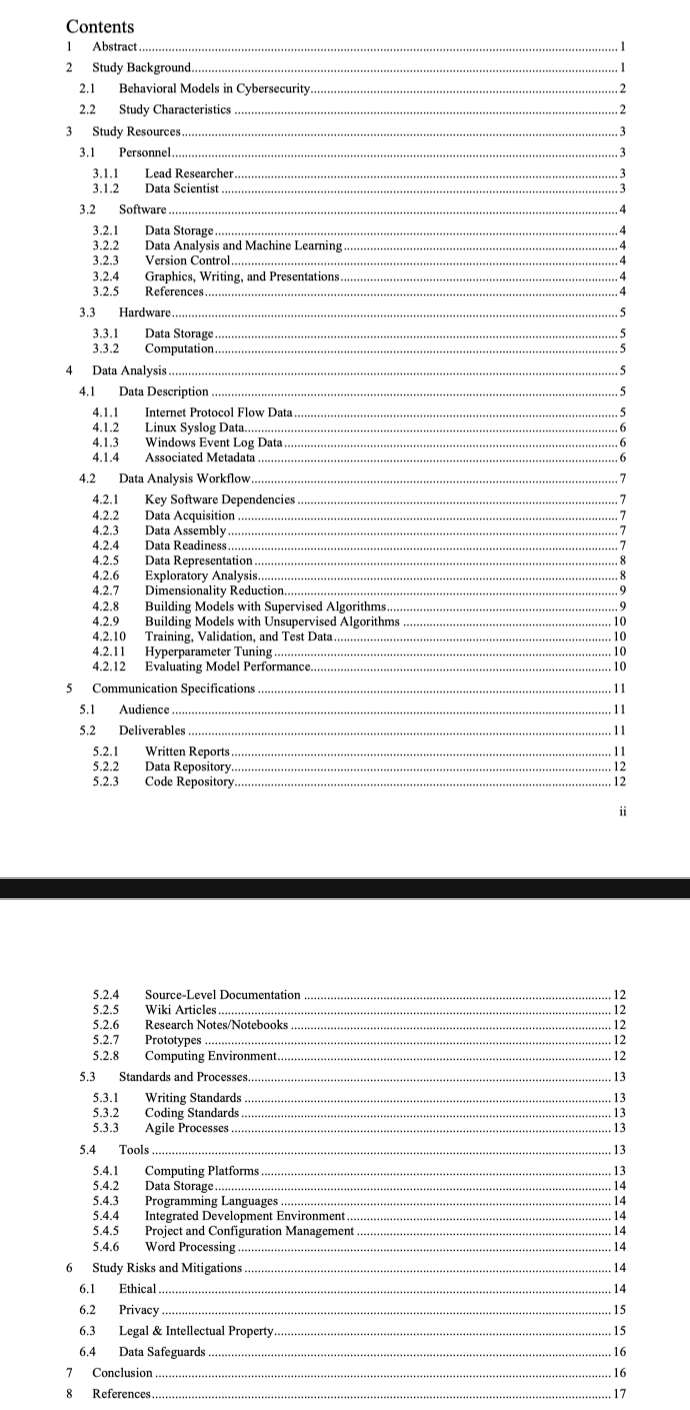 Contents
1 Abstract 1
2 Study Background 1
2.1 Behavioral Models in Cybersecurity 2
2.2 Study Characteristics 2
3 Study Resources 3
3.1 Personnel 3
3.1.1 Lead Researcher 3
3.1.2 Data Scientist 3
3.2 Software 4
3.2.1 Data Storage 4
3.2.2 Data Analysis and Machine Learning 4
3.2.3 Version Control 4
3.2.4 Graphics, Writing, and Presentations 4
3.2.5 References 4
3.3 Hardware 5
3.3.1 Data Storage 5
3.3.2 Computation 5
4 Data Analysis 5
4.1 Data Description 5
4.1.1 Internet Protocol Flow Data 5
4.1.2 Linux Syslog Data 6
4.1.3 Windows Event Log Data 6
4.1.4 Associated Metadata 6
4.2 Data Analysis Workflow 7
4.2.1 Key Software Dependencies 7
4.2.2 Data Acquisition 7
4.2.3 Data Assembly 7
4.2.4 Data Readiness 7
4.2.5 Data Representation 8
4.2.6 Exploratory Analysis 8
4.2.7 Dimensionality Reduction 9
4.2.8 Building Models with Supervised Algorithms 9
4.2.9 Building Models with Unsupervised Algorithms 10
4.2.10 Training, Validation, and Test Data 10
4.2.11 Hyperparameter Tuning 10
4.2.12 Evaluating Model Performance 10
5 Communication Specifications 11
5.1 Audience 11
5.2 Deliverables 11
5.2.1 Written Reports 11
5.2.2 Data Repository 12
5.2.3 Code Repository 12
ii
5.2.4 Source-Level Documentation 12
5.2.5 Wiki Articles 12
5.2.6 Research Notes/Notebooks 12
5.2.7 Prototypes 12
5.2.8 Computing Environment 12
5.3 Standards and Processes 13
5.3.1 Writing Standards 13
5.3.2 Coding Standards 13
5.3.3 Agile Processes 13
5.4 Tools 13
5.4.1 Computing Platforms 13
5.4.2 Data Storage 14
5.4.3 Programming Languages 14
5.4.4 Integrated Development Environment 14
5.4.5 Project and Configuration Management 14
5.4.6 Word Processing 14
6 Study Risks and Mitigations 14
6.1 Ethical 14
6.2 Privacy 15
6.3 Legal & Intellectual Property 15
6.4 Data Safeguards 16
7 Conclusion 16
8 References 17